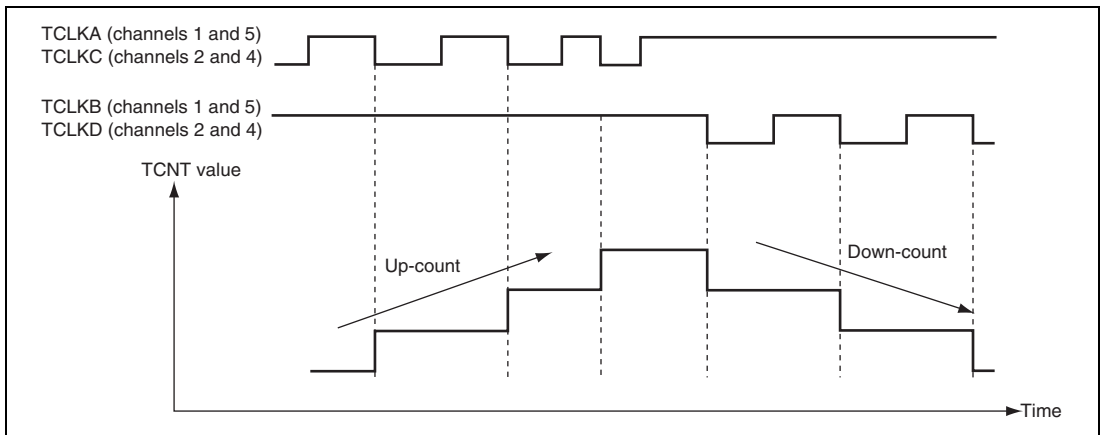 TCLKA (channels 1 and 5)
TCLKC (channels 2 and 4)
TCLKB (channels 1 and 5)
TCLKD (channels 2 and 4)
TCNT value
Up-count
Down-count
Time